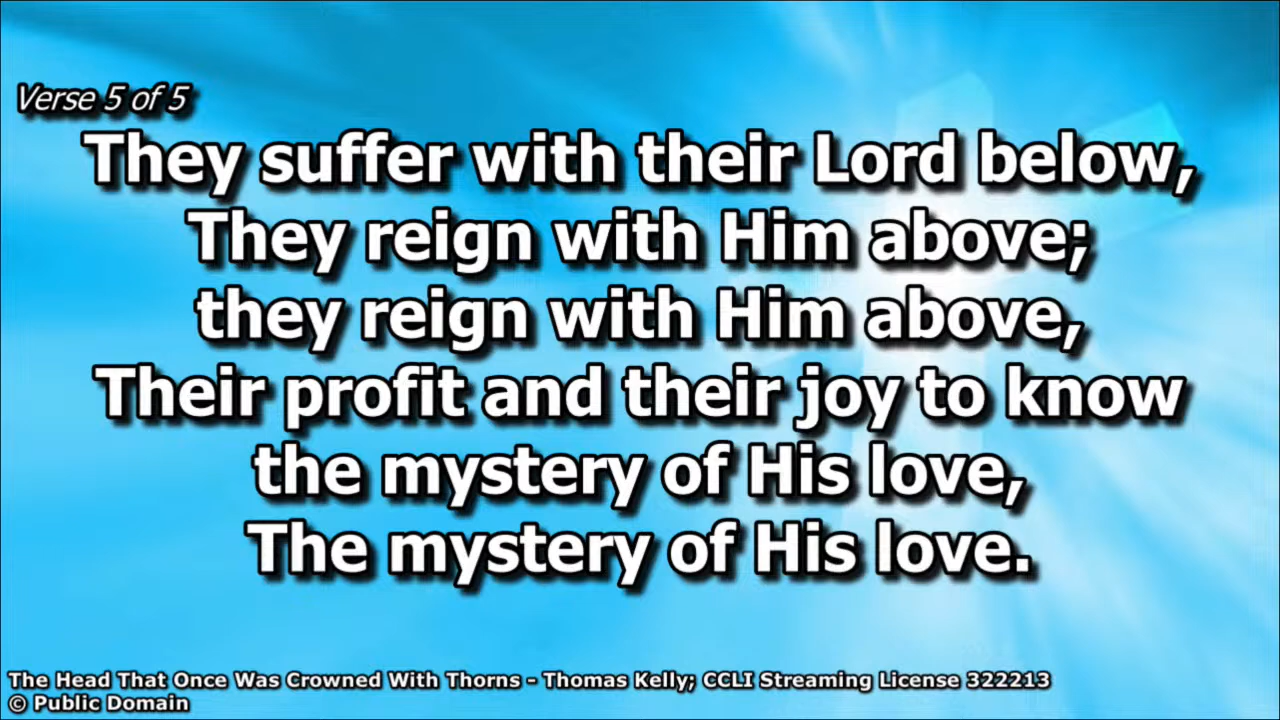 Verse 5 of 5
They suffer with their Lord below,
They reign with Him above;
they reign with Him above,
Their profit and their joy to know
the mystery of His love,
The mystery of His love.
The Head That Once Was Crowned With Thorns - Thomas Kelly; CCLI Streaming License 322213
© Public Domain